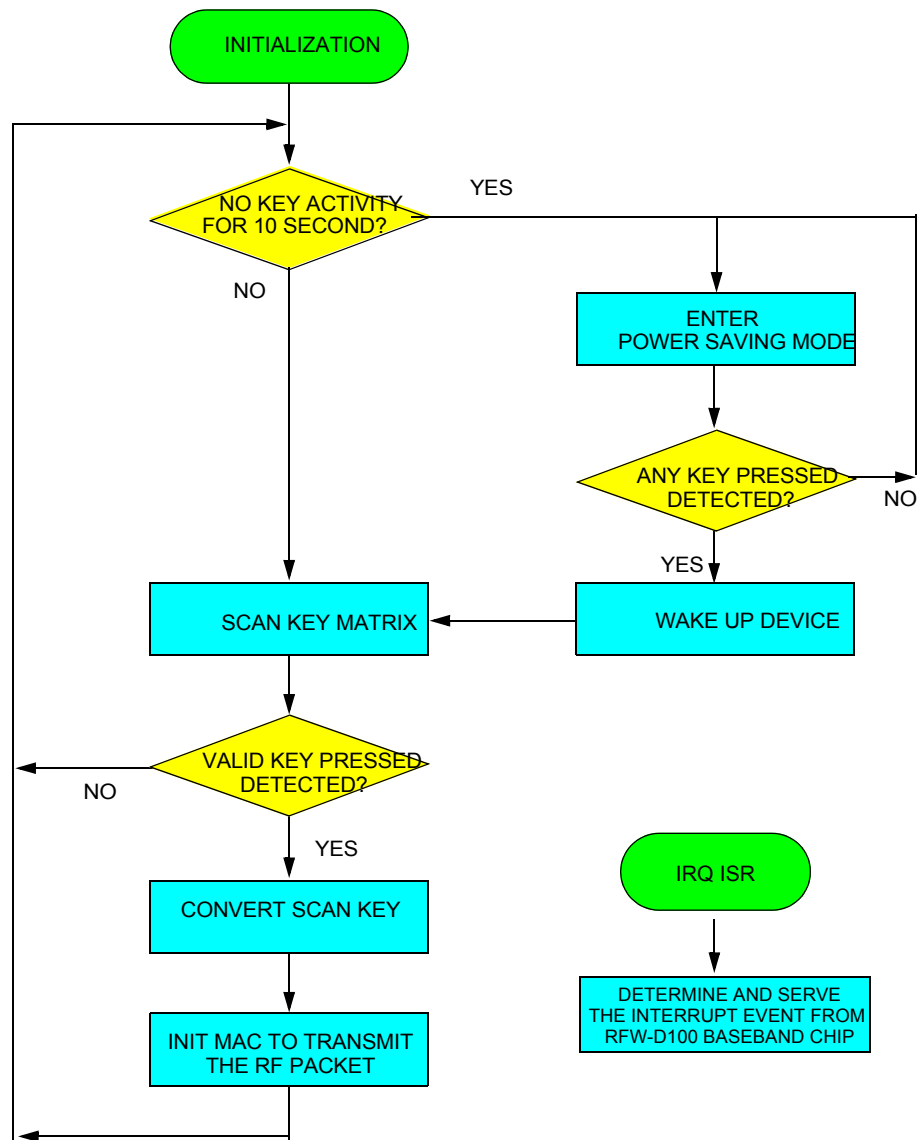 INITIALIZATION
NO KEY ACTIVITY
FOR 10 SECOND?
YES
NO
ENTER
POWER SAVING MODE
ANY KEY PRESSED
DETECTED?
NO
YES
SCAN KEY MATRIX
WAKE UP DEVICE
VALID KEY PRESSED
DETECTED?
NO
YES
CONVERT SCAN KEY
INIT MAC TO TRANSMIT
THE RF PACKET
IRQ ISR
DETERMINE AND SERVE
THE INTERRUPT EVENT FROM
RFW-D100 BASEBAND CHIP